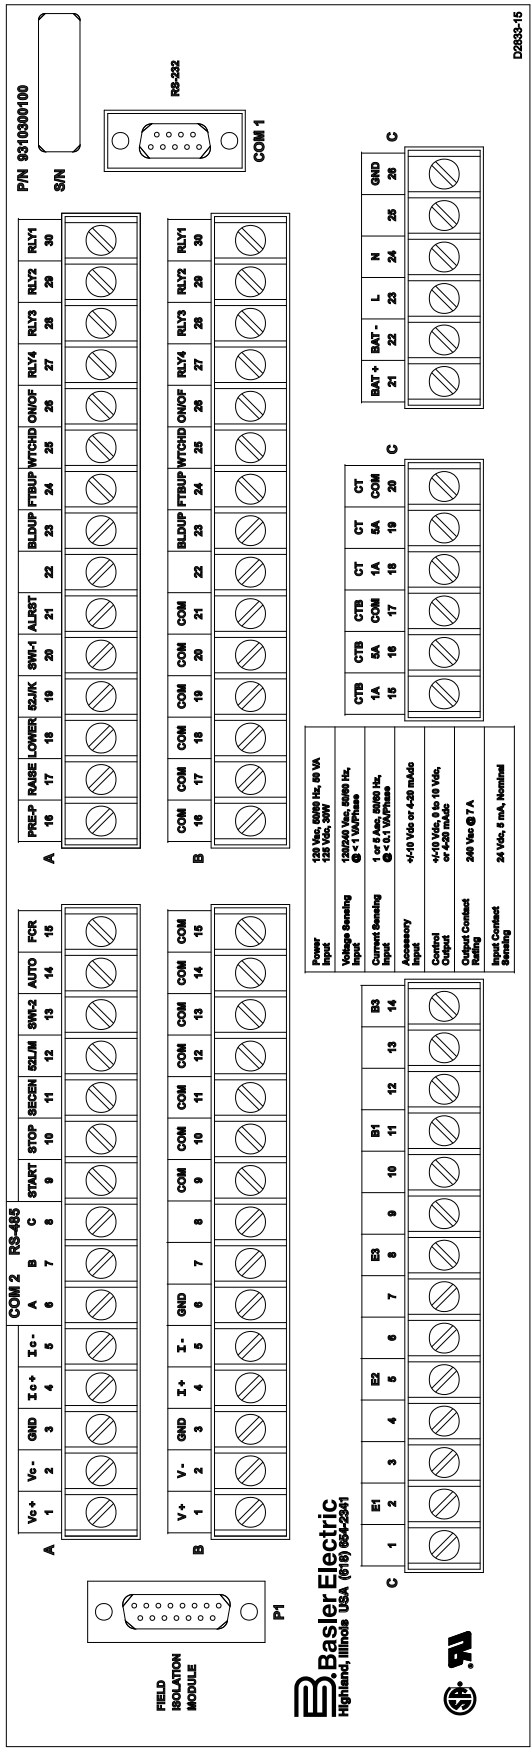 P/N 9310300100
S/N
RS-232
COM 1
D2833-15
COM 2 RS-485
Vc+ Vc- GND Ic+ Ic- A B C START STOP SECEN 52L/M SWI-2 AUTO FCR
A 1 2 3 4 5 6 7 8 9 10 11 12 13 14 15
PRE-P RAISE LOWER 52J/K SWI-1 ALRST BLDUP FTBUP WTCHD ON/OF RLY4 RLY3 RLY2 RLY1
A 16 17 18 19 20 21 22 23 24 25 26 27 28 29 30
V+ V- GND I+ I- GND COM COM COM COM COM COM COM
B 1 2 3 4 5 6 7 8 9 10 11 12 13 14 15
COM COM COM COM COM COM BLDUP FTBUP WTCHD ON/OF RLY4 RLY3 RLY2 RLY1
B 16 17 18 19 20 21 22 23 24 25 26 27 28 29 30
P1
FIELD
ISOLATION
MODULE
B. Basler Electric
Highland, Illinois USA (618) 654-2341
Power Input 120 Vac, 50/60 Hz, 50 VA
125 Vdc, 30W
Voltage Sensing Input 120/240 Vac, 50/60 Hz,
@ < 1 VA/Phase
Current Sensing Input 1 or 5 Aac, 50/60 Hz,
@ < 0.1 VA/Phase
Accessory Input +/-10 Vdc or 4-20 mAdc
Control Output +/-10 Vdc, 0 to 10 Vdc,
or 4-20 mAdc
Output Contact Rating 240 Vac @ 7 A
Input Contact Sensing 24 Vdc, 5 mA, Nominal
E1 E2 E3 B1 B3
C 1 2 3 4 5 6 7 8 9 10 11 12 13 14
CTB CTB CTB CT CT CT
1A 5A COM 1A 5A COM
15 16 17 18 19 20 C
BAT+ BAT- L N GND
21 22 23 24 25 26 C
SP
RU